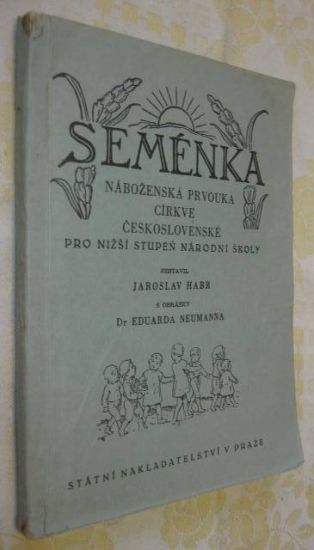 SEMÉNKA
NÁBOŽENSKÁ PRVOUKA
CÍRKVE
ČESKOSLOVENSKÉ
PRO NIŽŠÍ STUPEŇ NÁRODNÍ ŠKOLY
SESTAVIL
JAROSLAV HABR
S OBRÁZKY
Dr EDUARDA NEUMANNA
STÁTNÍ NAKLADATELSTVÍ V PRAZE